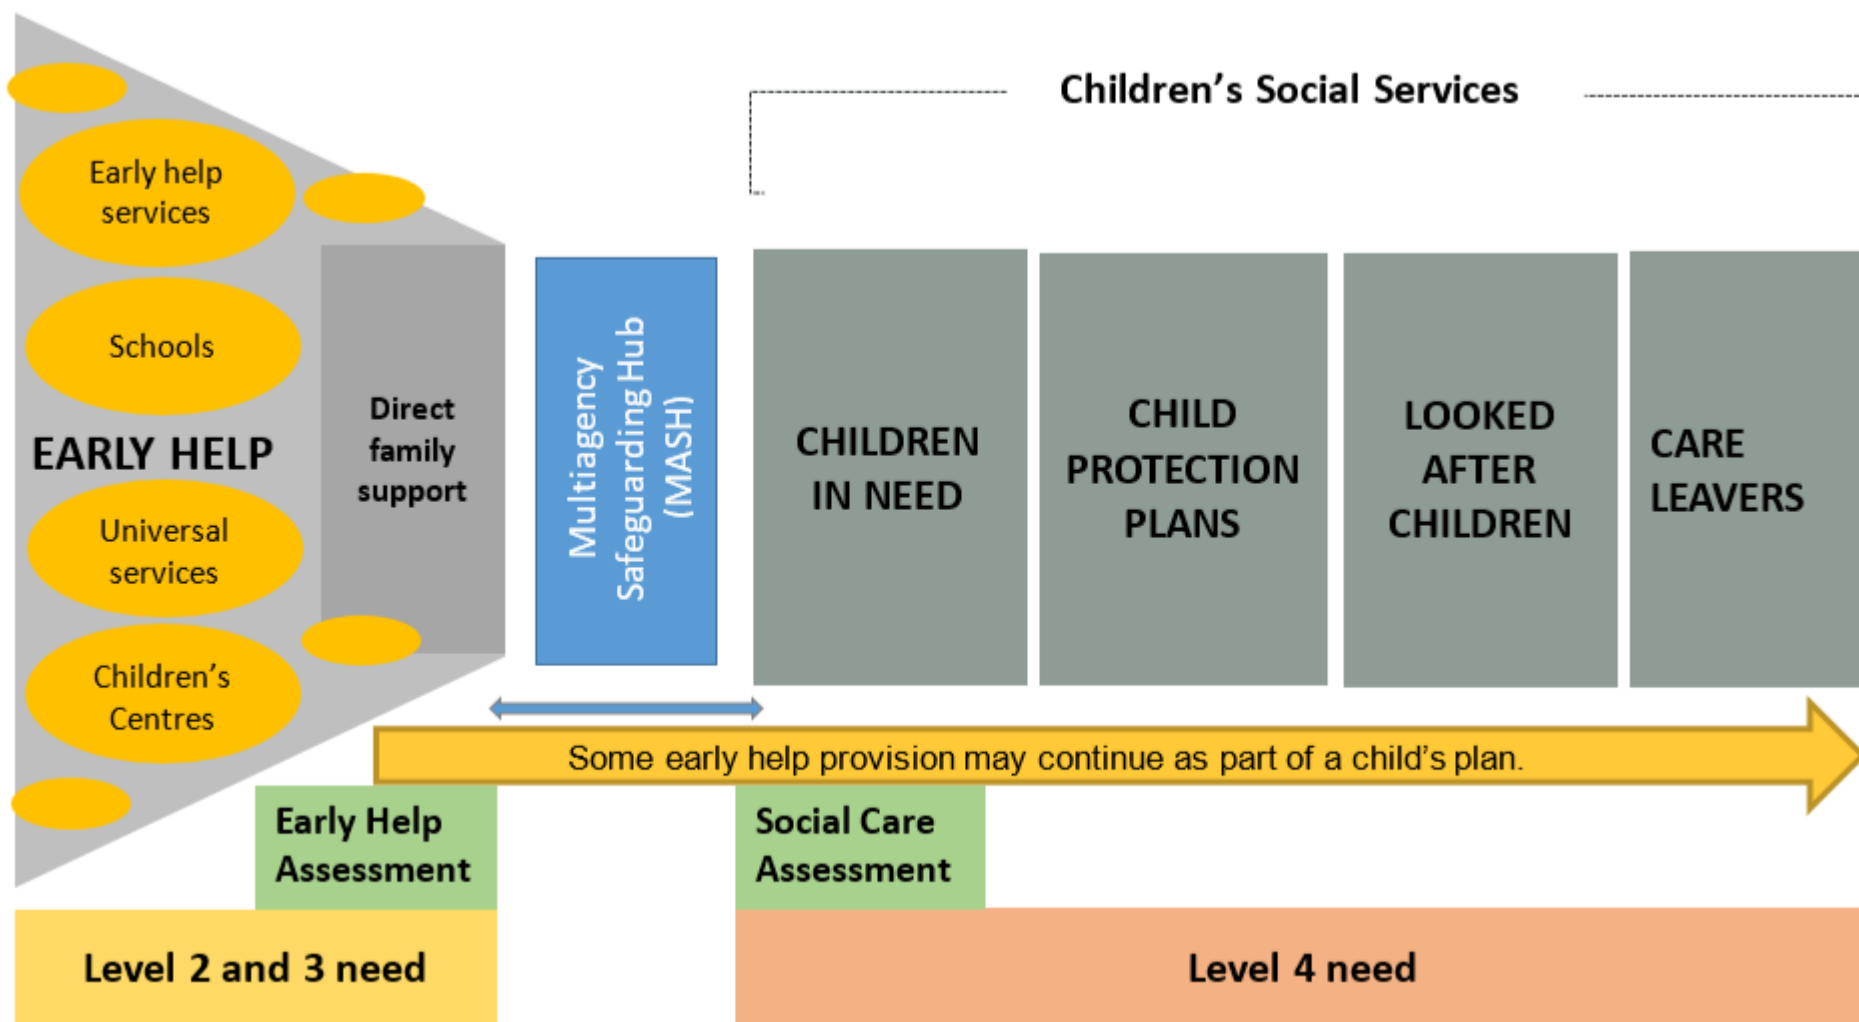 Children’s Social Services
Early help
services
Schools
EARLY HELP
Universal
services
Children’s
Centres
Direct
family
support
Multiagency
Safeguarding Hub
(MASH)
CHILDREN
IN NEED
CHILD
PROTECTION
PLANS
LOOKED
AFTER
CHILDREN
CARE
LEAVERS
Some early help provision may continue as part of a child’s plan.
Early Help
Assessment
Social Care
Assessment
Level 2 and 3 need
Level 4 need